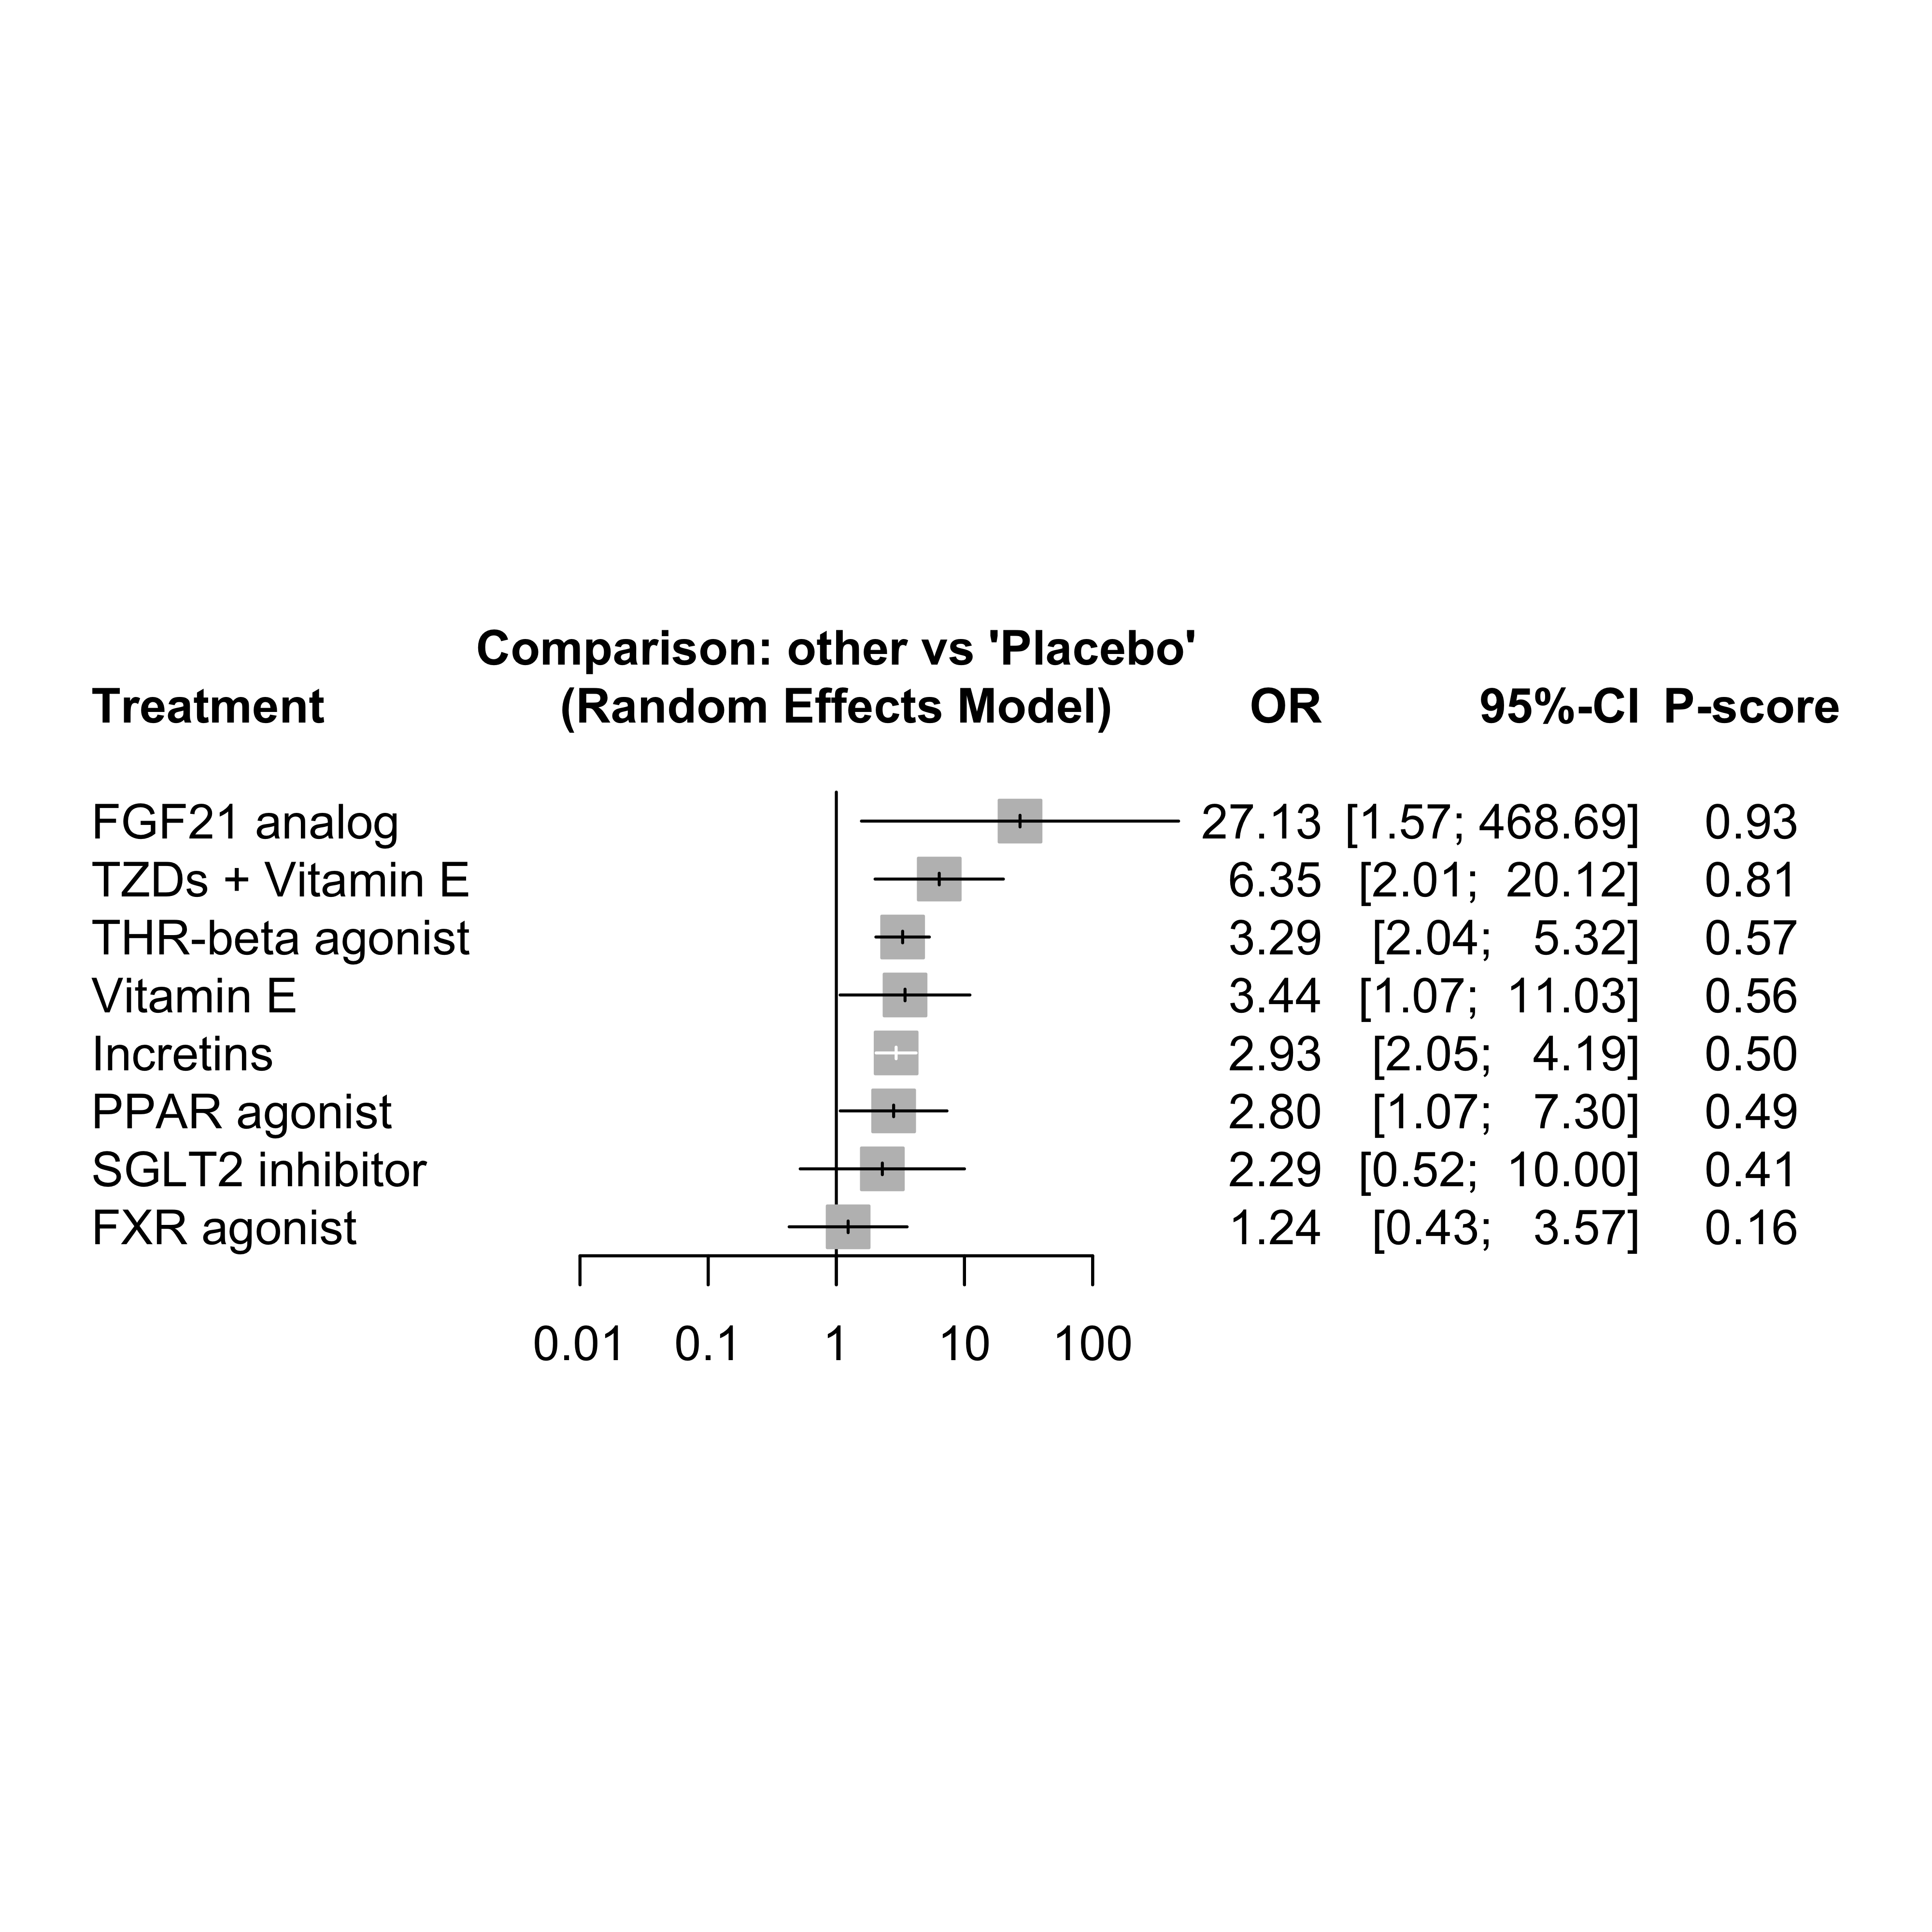 Comparison: other vs 'Placebo'
Treatment (Random Effects Model) OR 95%-CI P-score
FGF21 analog 27.13 [1.57; 468.69] 0.93
TZDs + Vitamin E 6.35 [2.01; 20.12] 0.81
THR-beta agonist 3.29 [2.04; 5.32] 0.57
Vitamin E 3.44 [1.07; 11.03] 0.56
Incretins 2.93 [2.05; 4.19] 0.50
PPAR agonist 2.80 [1.07; 7.30] 0.49
SGLT2 inhibitor 2.29 [0.52; 10.00] 0.41
FXR agonist 1.24 [0.43; 3.57] 0.16
0.01 0.1 1 10 100